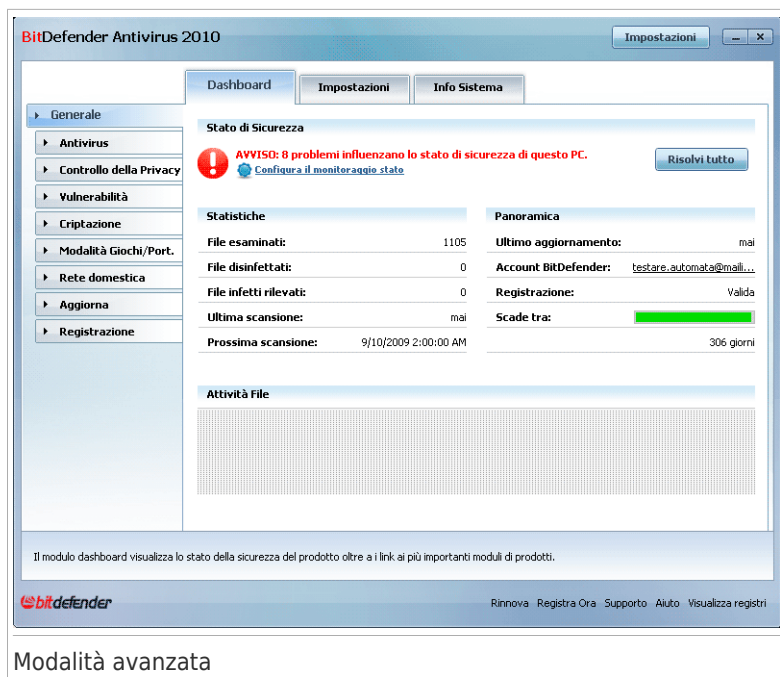 BitDefender Antivirus 2010
Impostazioni
Dashboard
Impostazioni
Info Sistema
Generale
Antivirus
Controllo della Privacy
Vulnerabilità
Criptazione
Modalità Giochi/Port.
Rete domestica
Aggiorna
Registrazione
Stato di Sicurezza
AVVISO: 8 problemi influenzano lo stato di sicurezza di questo PC.
Configura il monitoraggio stato
Risolvi tutto
Statistiche
File esaminati: 1105
File disinfettati: 0
File infetti rilevati: 0
Ultima scansione: mai
Prossima scansione: 9/10/2009 2:00:00 AM
Panoramica
Ultimo aggiornamento: mai
Account BitDefender: testare.automata@maili...
Registrazione: Valida
Scade tra:
306 giorni
Attività File
Il modulo dashboard visualizza lo stato della sicurezza del prodotto oltre a i link ai più importanti moduli di prodotti.
bitdefender
Rinnova Registra Ora Supporto Aiuto Visualizza registri
Modalità avanzata